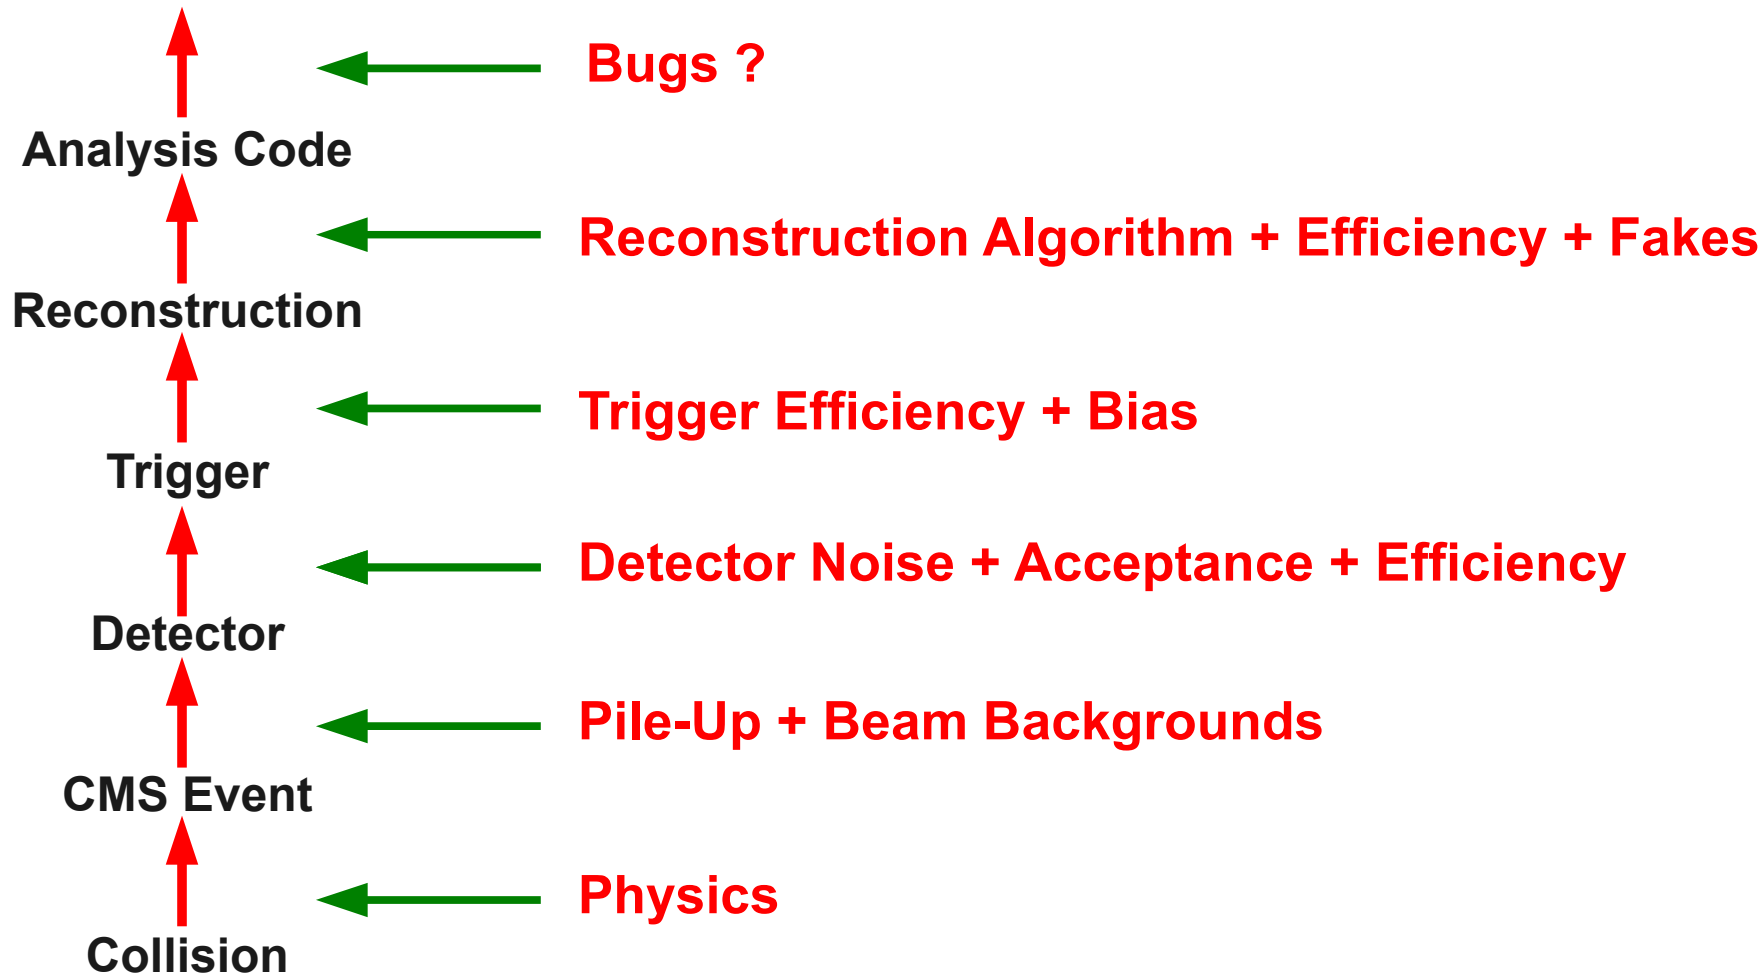 Bugs ?
Analysis Code
Reconstruction Algorithm + Efficiency + Fakes
Reconstruction
Trigger Efficiency + Bias
Trigger
Detector Noise + Acceptance + Efficiency
Detector
Pile-Up + Beam Backgrounds
CMS Event
Physics
Collision